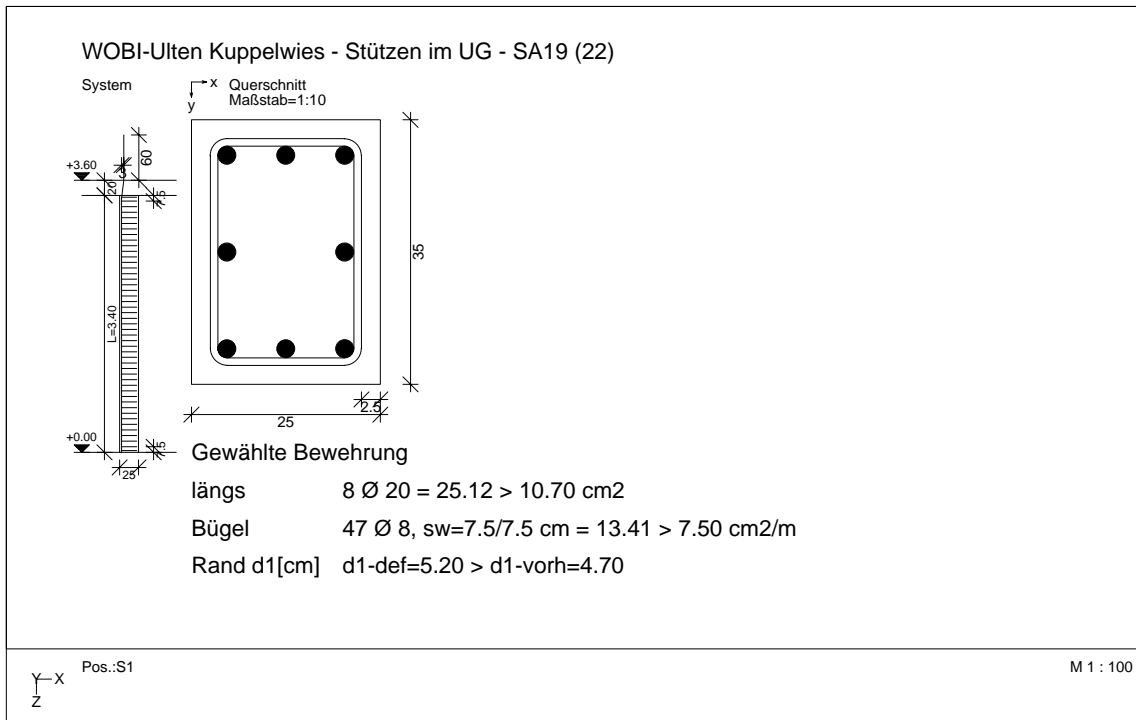 WOBI-Ulten Kuppelwies - Stützen im UG - SA19 (22)
System
x
y
Querschnitt
Maßstab=1:10
60
+3.60
3
20
7.5
35
L=3.40
2.5
25
+0.00
7.5
25
Gewählte Bewehrung
längs 8 Ø 20 = 25.12 > 10.70 cm2
Bügel 47 Ø 8, sw=7.5/7.5 cm = 13.41 > 7.50 cm2/m
Rand d1[cm] d1-def=5.20 > d1-vorh=4.70
Pos.:S1
M 1 : 100
Y X
Z